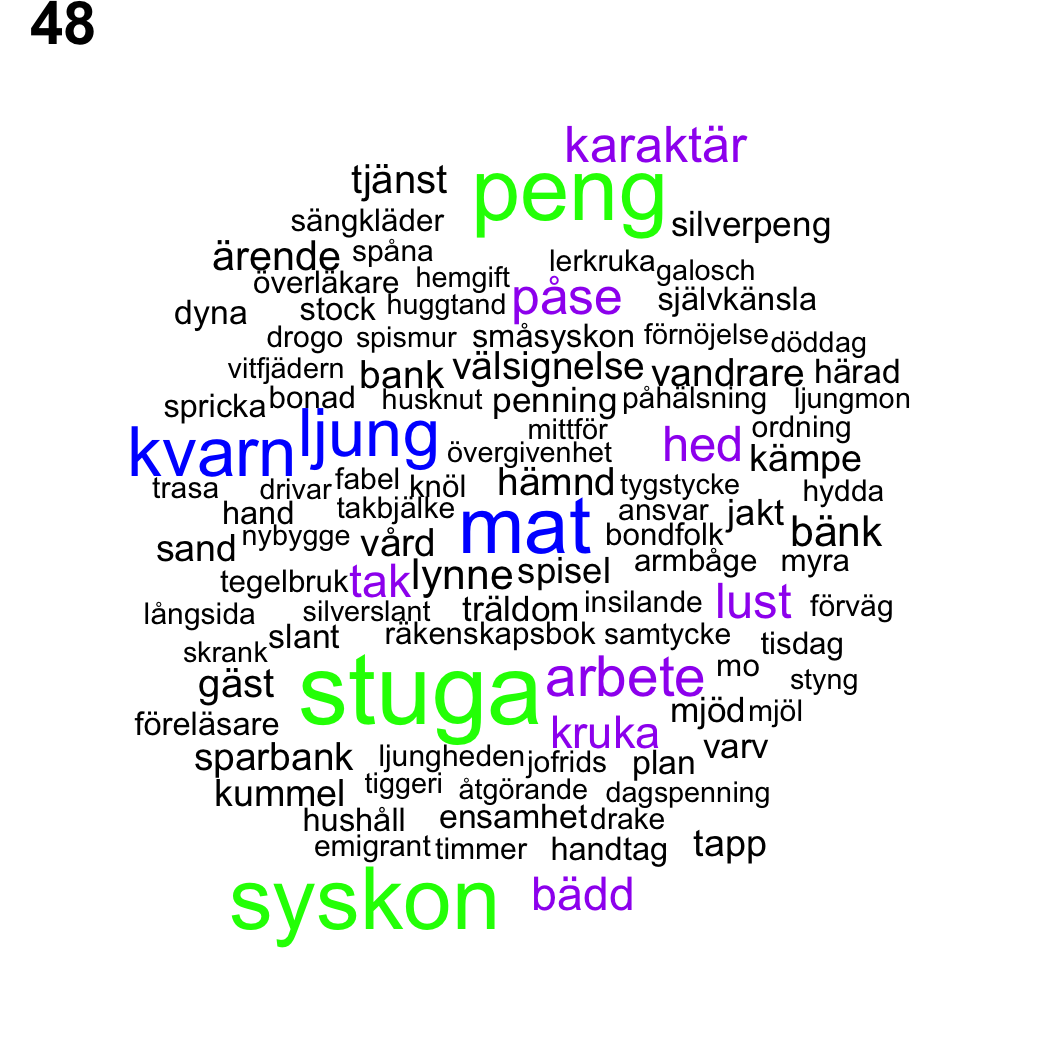 48
karaktär
tjänst peng
sängkläder silverpeng
ärende spåna lerkruka galosch
överläkare hemgift påse självkänsla
dyna stock huggtand
drogo spismur småsyskon förnöjelse döddag
vitfjädern bank välsignelse vandrare härad
spricka bonad husknut penning påhälsning ljungmon
kvarn ljung mittför hed ordning
övergivenhet kämpe
trasa drivar fabel knöl hämnd tygstycke hydda
hand takbjälke mat ansvar jakt bänk
sand nybygge vård bondfolk
tegelbruk tak lynne spisel armbåge myra
långsida silverslant träldom insilande lust förväg
skrank slant räkenskapsbok samtycke tisdag
gäst stuga arbete mo styng
föreläsare kruka mjöd mjöl
sparbank ljungheden jofrids plan varv
kummel tiggeri åtgörande dagspenning
hushåll ensamhet drake
emigrant timmer handtag tapp
syskon bädd